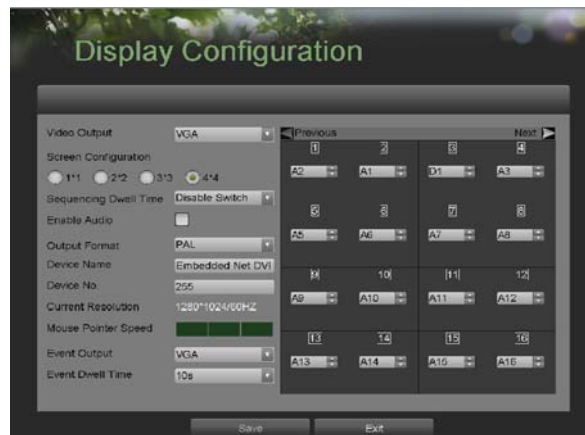 Display Configuration
Video Output VGA
Previous Next
1 2 3 4
Screen Configuration
1*1 2*2 3*3 4*4
A2 A1 D1 A3
Sequencing Dwell Time Disable Switch
5 6 7 8
Enable Audio
A5 A6 A7 A8
Output Format PAL
Device Name Embedded Net DVI
9 10 11 12
Device No. 255
A9 A10 A11 A12
Current Resolution 1280*1024/60HZ
Mouse Pointer Speed
13 14 15 16
Event Output VGA
A13 A14 A15 A16
Event Dwell Time 10s
Save Exit